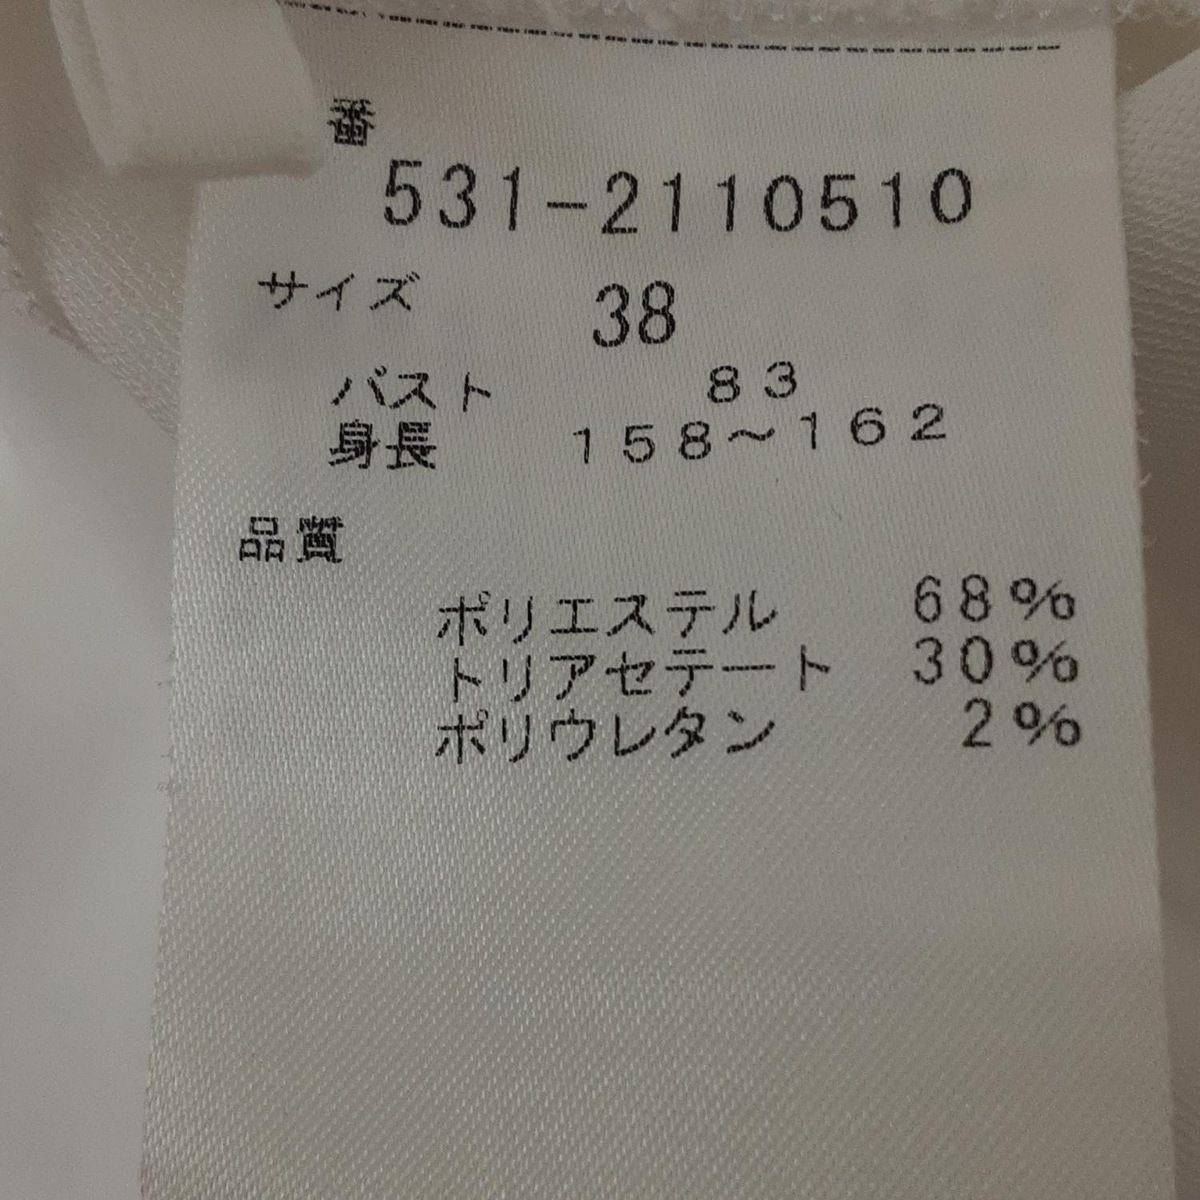 番
531-2110510
サイズ 38
バスト 83
身長 158～162
品質
ポリエステル 68%
トリアセテート 30%
ポリウレタン 2%